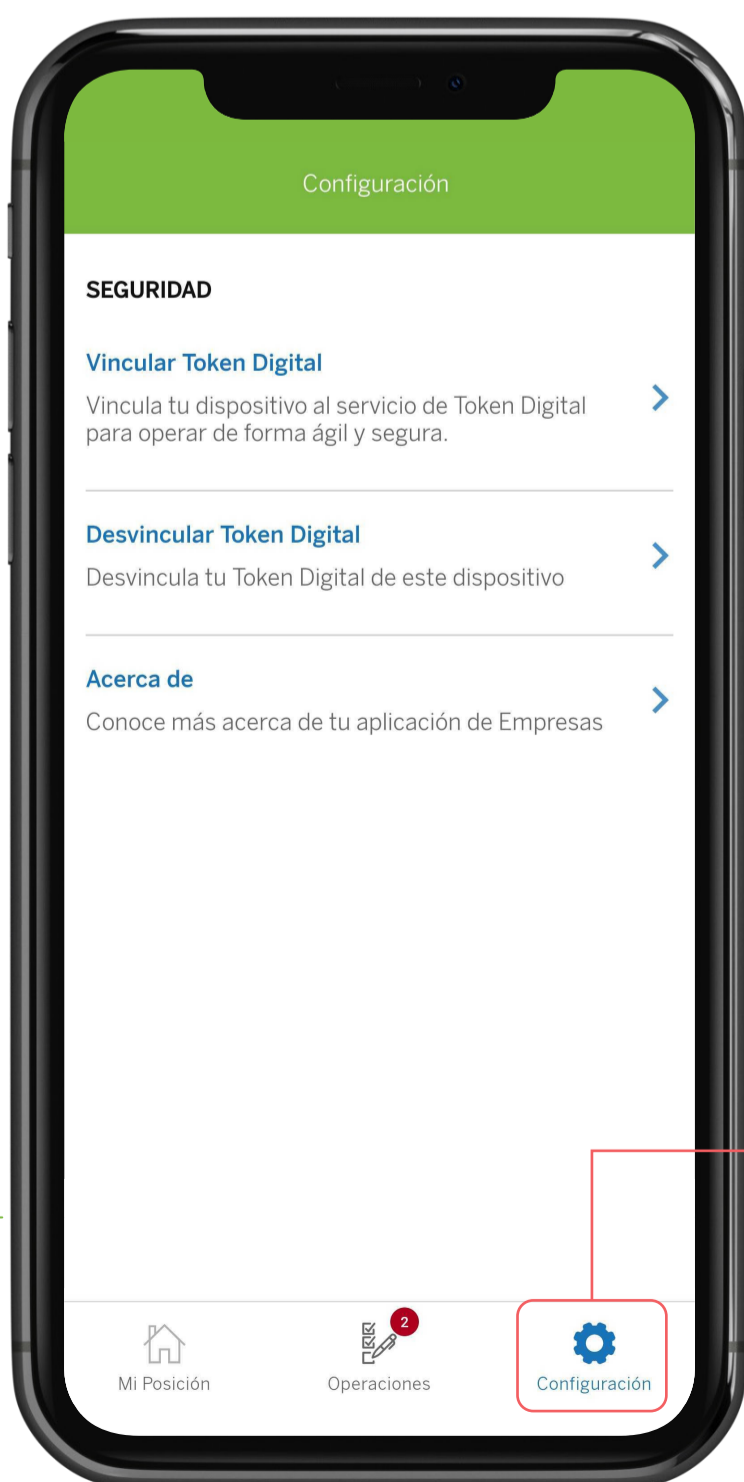 Configuración
SEGURIDAD
Vincular Token Digital
Vincula tu dispositivo al servicio de Token Digital
para operar de forma ágil y segura.
Desvincular Token Digital
Desvincula tu Token Digital de este dispositivo
Acerca de
Conoce más acerca de tu aplicación de Empresas
2
Mi Posición
Operaciones
Configuración